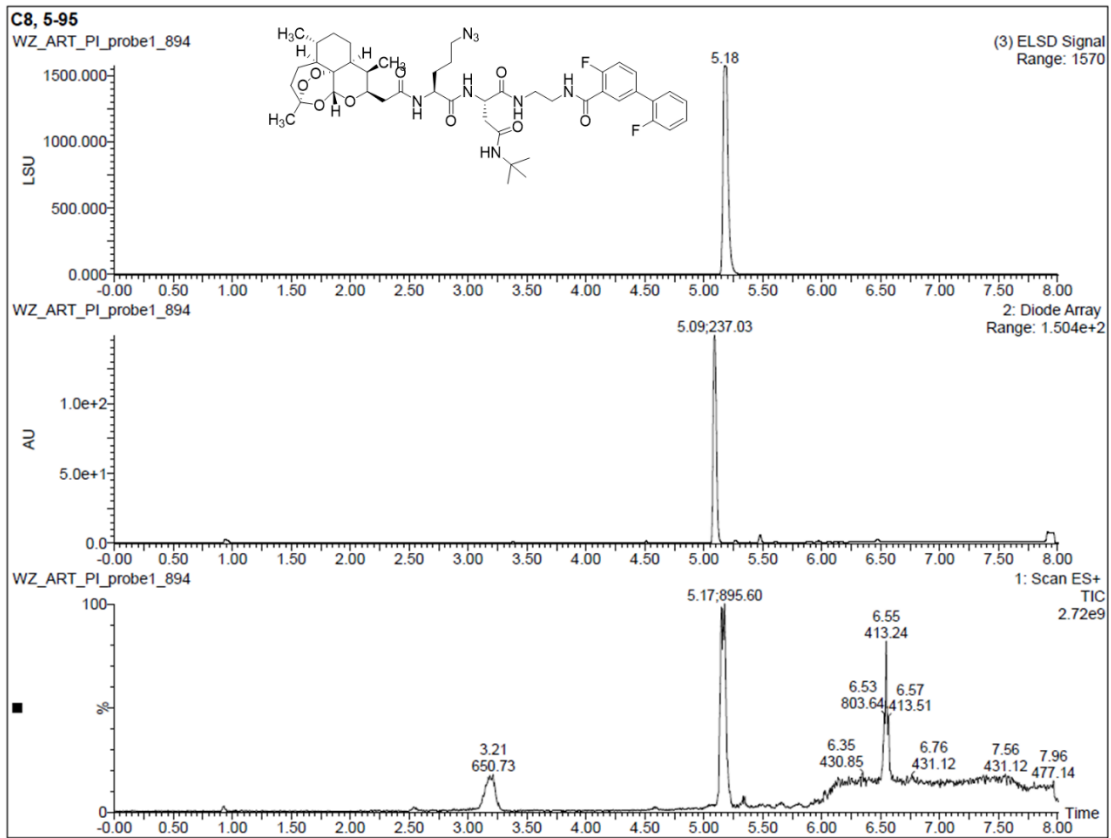 C8, 5-95
WZ_ART_PI_probe1_894
(3) ELSD Signal
Range: 1570
5.18
H₃C
H
H
O
O
O
O
H
H₃C
CH₃
O
N
H
N₃
O
H
N
O
O
HN
N
H
H
N
O
F
F
LSU
1500.000
1000.000
500.000
0.000
-0.00 0.50 1.00 1.50 2.00 2.50 3.00 3.50 4.00 4.50 5.00 5.50 6.00 6.50 7.00 7.50 8.00
WZ_ART_PI_probe1_894
2: Diode Array
Range: 1.504e+2
5.09;237.03
AU
1.0e+2
5.0e+1
0.0
-0.00 0.50 1.00 1.50 2.00 2.50 3.00 3.50 4.00 4.50 5.00 5.50 6.00 6.50 7.00 7.50 8.00
WZ_ART_PI_probe1_894
1: Scan ES+
TIC
2.72e9
5.17;895.60
100
%
0
3.21
650.73
6.55
413.24
6.53
803.64
6.57
413.51
6.35
430.85
6.76
431.12
7.56
431.12
7.96
477.14
-0.00 0.50 1.00 1.50 2.00 2.50 3.00 3.50 4.00 4.50 5.00 5.50 6.00 6.50 7.00 7.50 8.00
Time